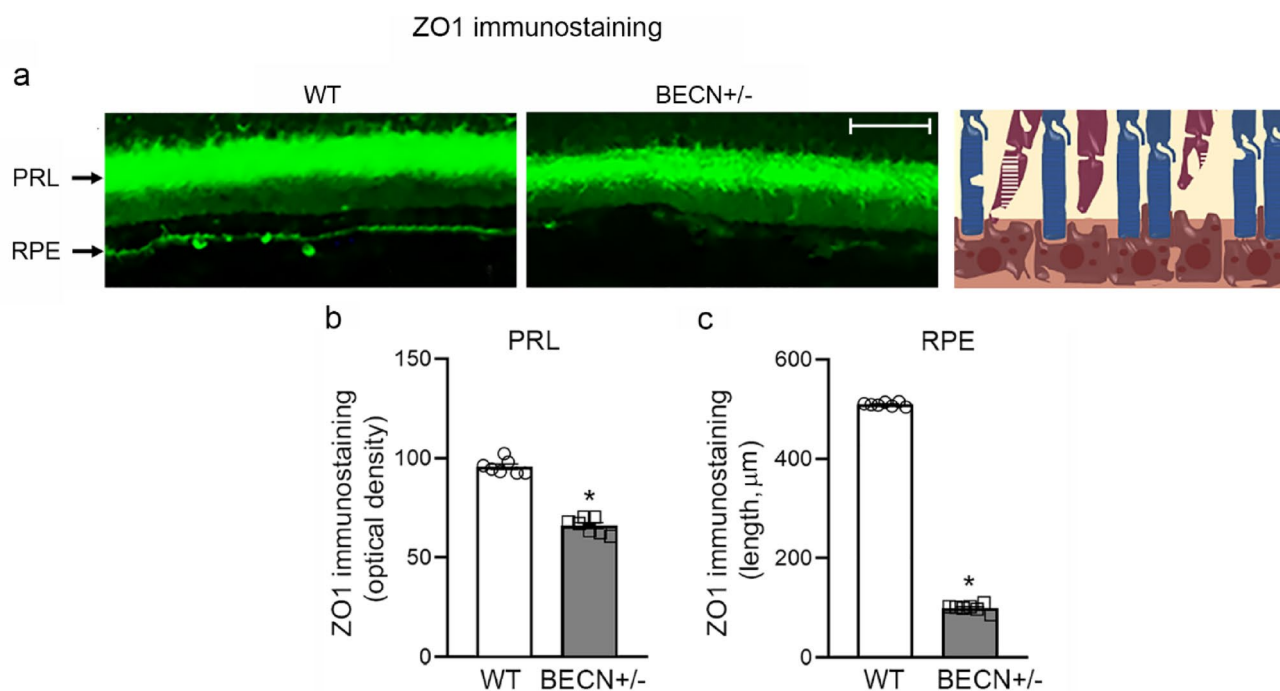 ZO1 immunostaining
a
WT
BECN+/-
PRL
RPE
b
PRL
150
100
50
0
ZO1 immunostaining
(optical density)
*
WT
BECN+/-
c
RPE
600
400
200
0
ZO1 immunostaining
(length, μm)
*
WT
BECN+/-